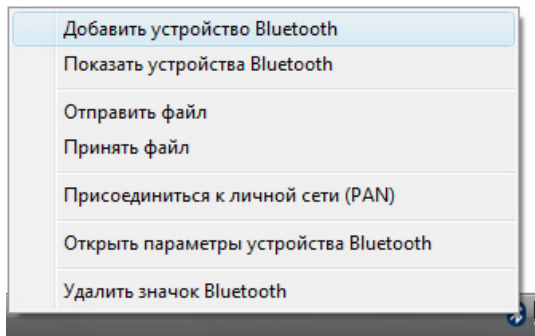 Добавить устройство Bluetooth
Показать устройства Bluetooth
Отправить файл
Принять файл
Присоединиться к личной сети (PAN)
Открыть параметры устройства Bluetooth
Удалить значок Bluetooth